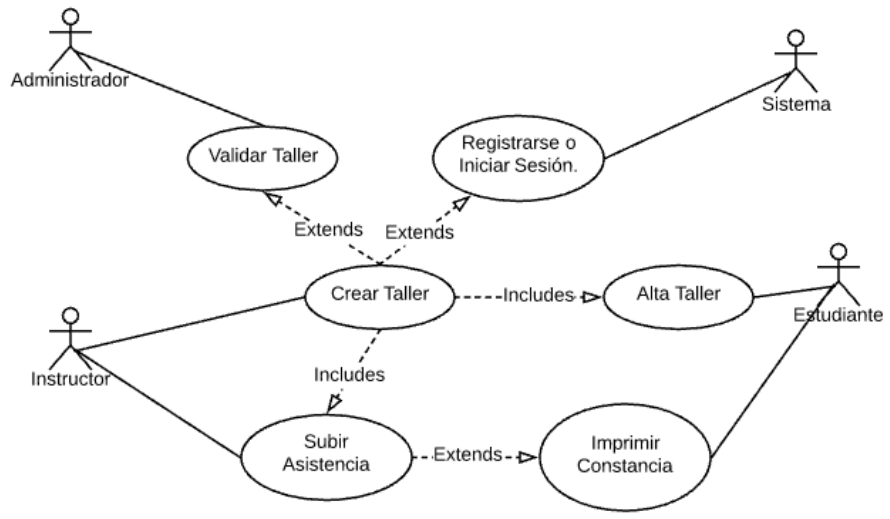 Administrador
Sistema
Validar Taller
Registrarse o
Iniciar Sesión.
Extends
Extends
Crear Taller
Includes
Alta Taller
Estudiante
Instructor
Includes
Subir
Asistencia
Extends
Imprimir
Constancia